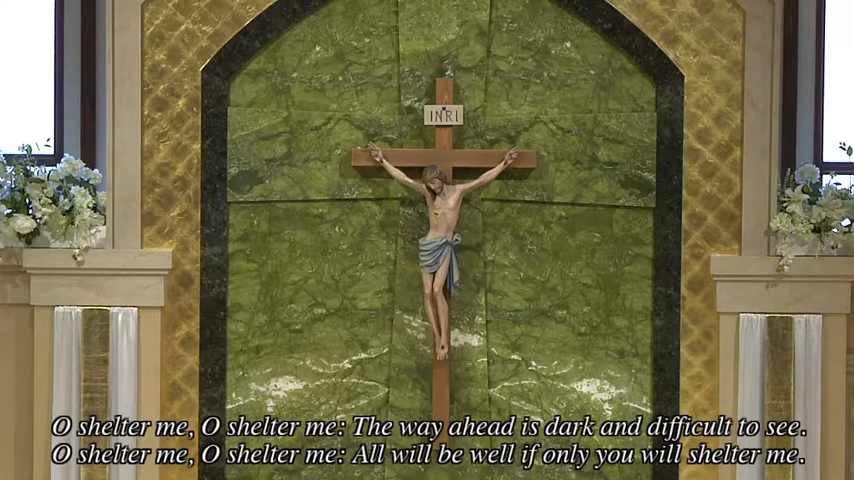 INRI
O shelter me, O shelter me: The way ahead is dark and difficult to see.
O shelter me, O shelter me: All will be well if only you will shelter me.